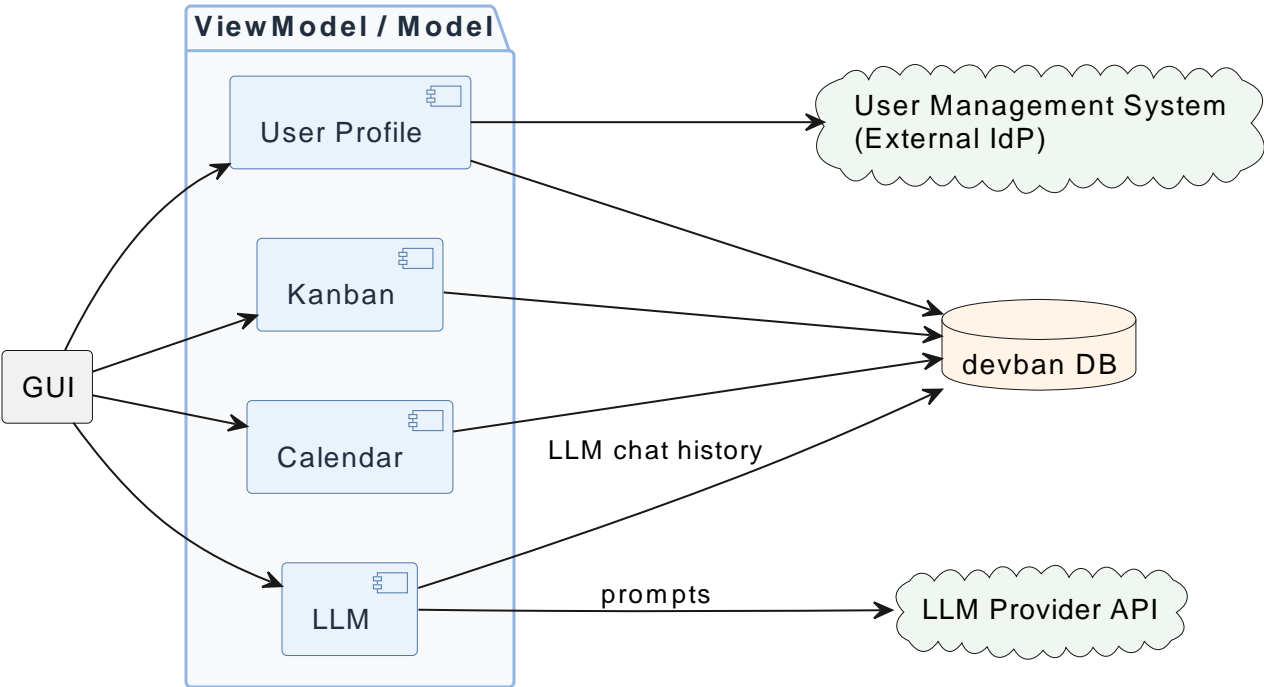 ViewModel / Model
User Profile
User Management System
(External IdP)
Kanban
devban DB
GUI
Calendar
LLM chat history
prompts
LLM
LLM Provider API